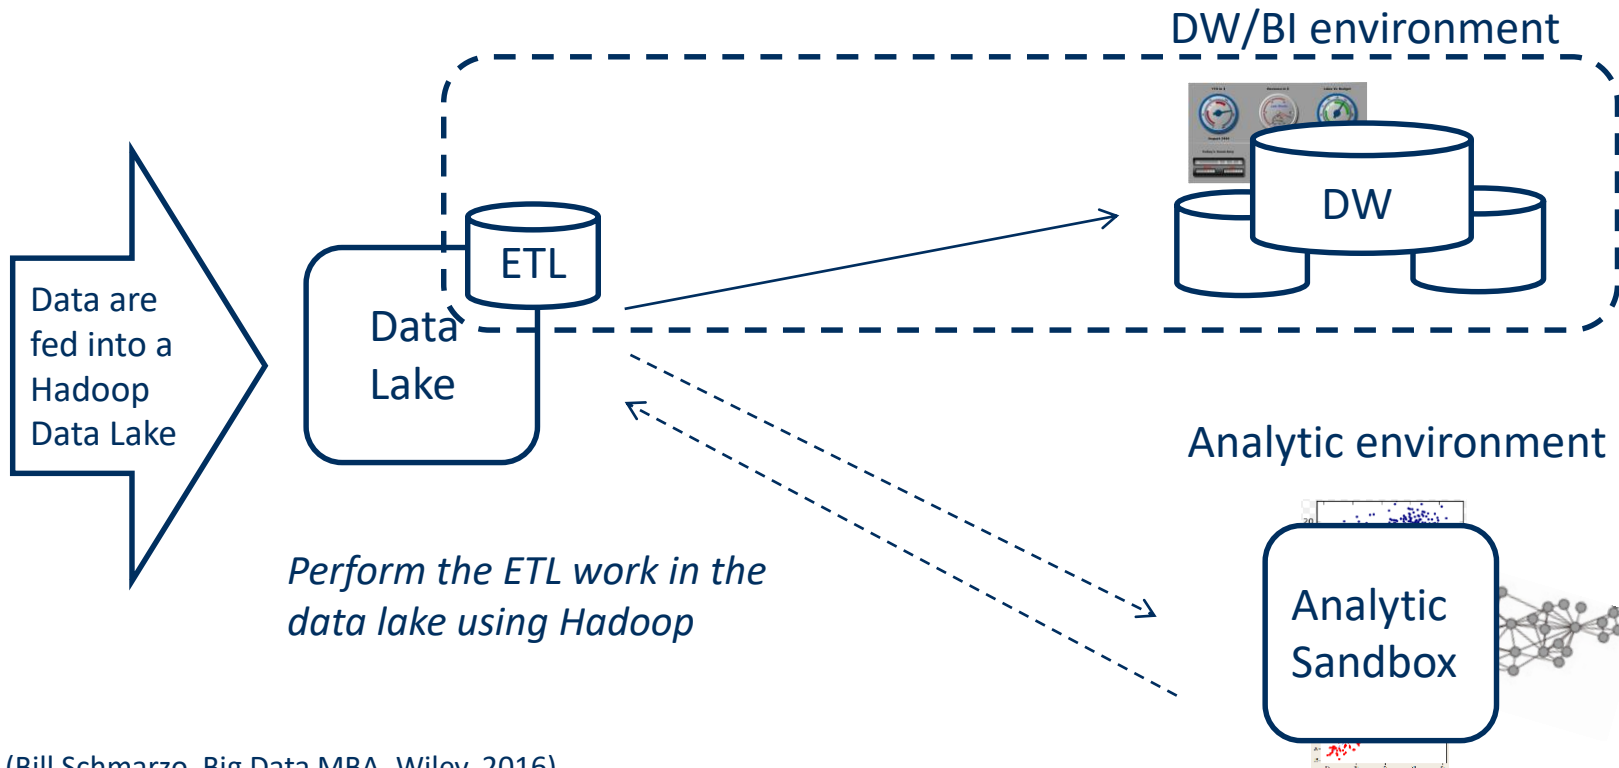 DW/BI environment
DW
ETL
Data are
fed into a
Hadoop
Data Lake
Data
Lake
Analytic environment
20
Perform the ETL work in the
data lake using Hadoop
Analytic
Sandbox
(Bill Schmarzo, Big Data MBA, Wiley, 2016)